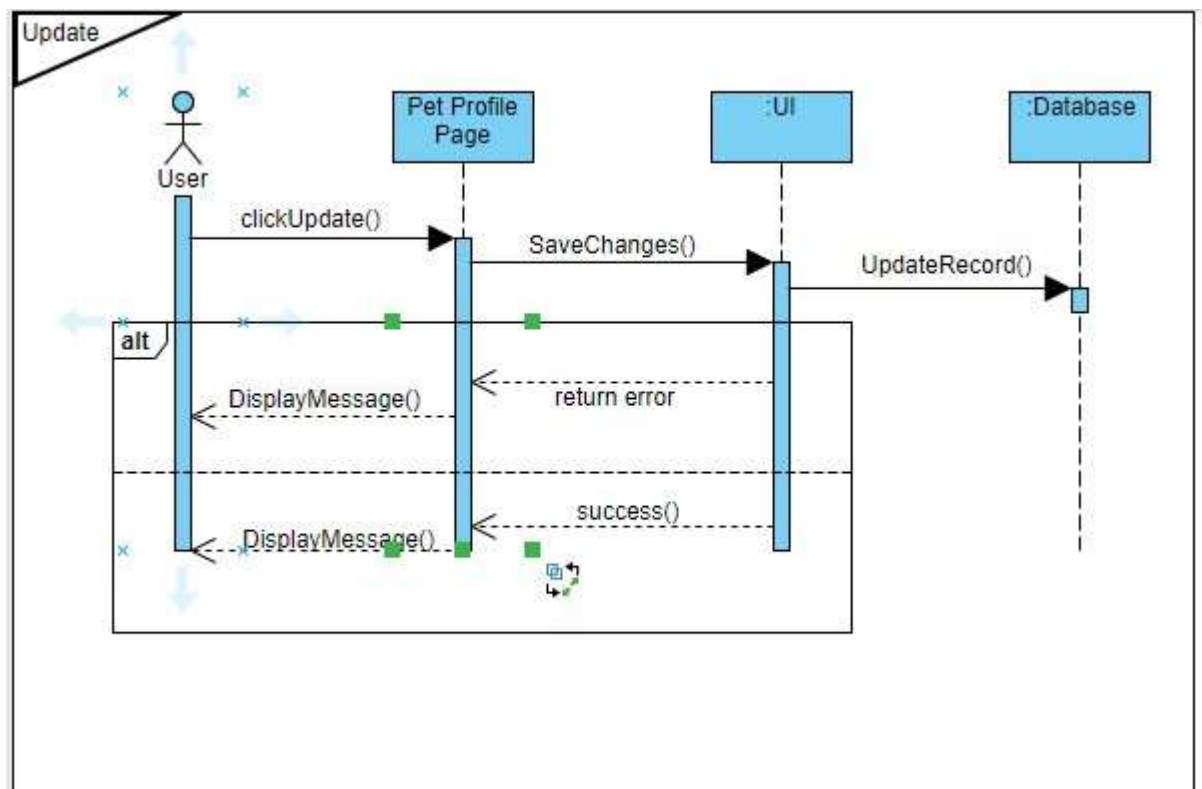 Update
Pet Profile
Page
:UI
:Database
User
clickUpdate()
SaveChanges()
UpdateRecord()
alt
return error
DisplayMessage()
success()
DisplayMessage()